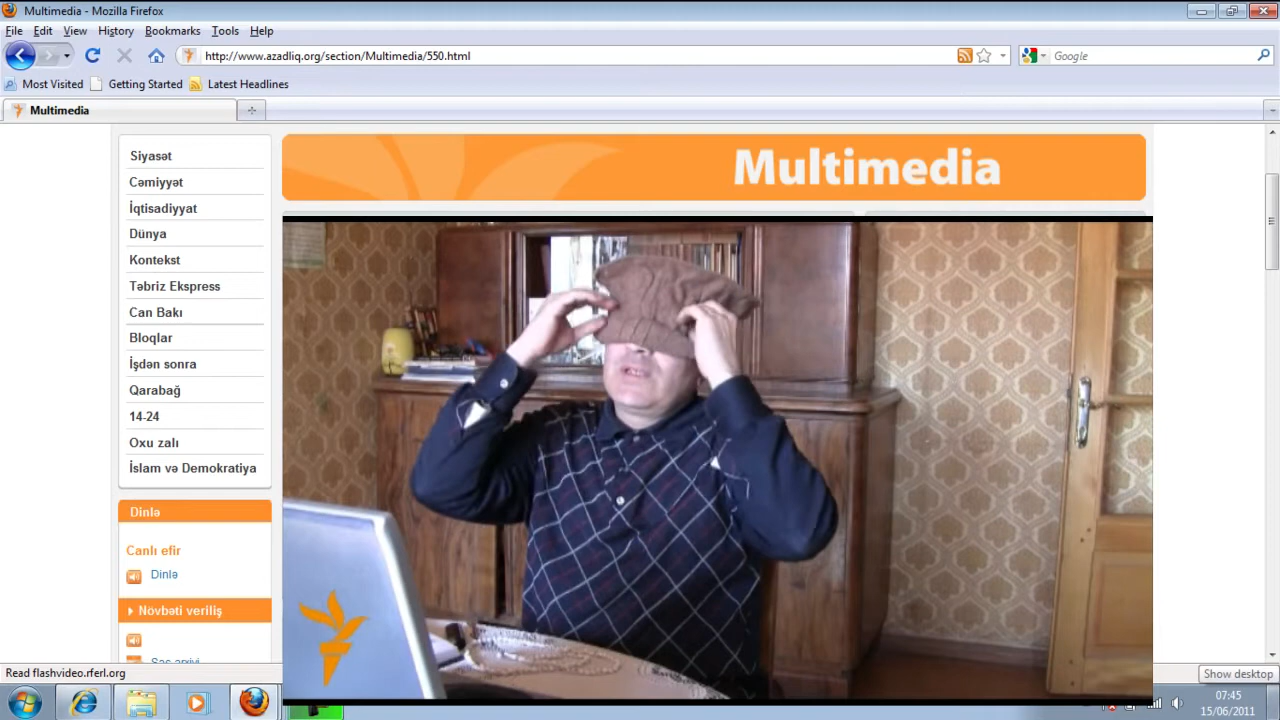 Multimedia - Mozilla Firefox
File Edit View History Bookmarks Tools Help
http://www.azadliq.org/section/Multimedia/550.html
Google
Most Visited Getting Started Latest Headlines
Multimedia
Multimedia
Siyasət
Cəmiyyət
İqtisadiyyat
Dünya
Kontekst
Təbriz Ekspress
Can Bakı
Bloqlar
İşdən sonra
Qarabağ
14-24
Oxu zalı
İslam və Demokratiya
Dinlə
Canlı efir
Dinlə
Növbəti veriliş
Səs arxivi
Read flashvideo.rferl.org
Show desktop
07:45
15/06/2011